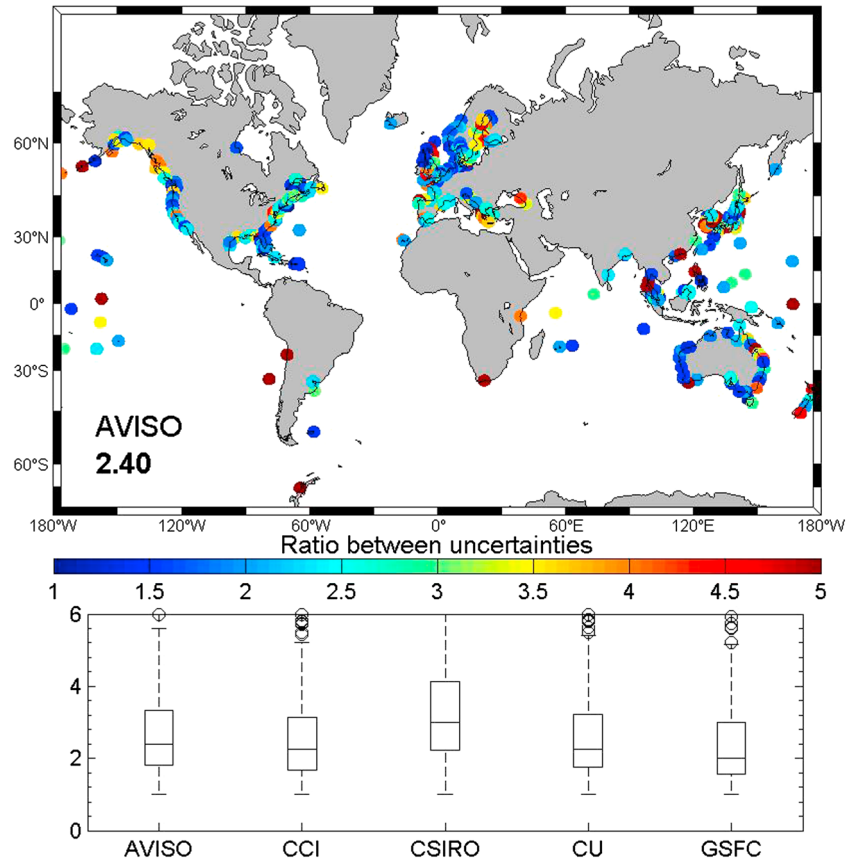 60°N
30°N
0°
30°S
60°S
AVISO
2.40
180°W 120°W 60°W 0° 60°E 120°E 180°W
Ratio between uncertainties
1 1.5 2 2.5 3 3.5 4 4.5 5
6
4
2
0
AVISO CCI CSIRO CU GSFC